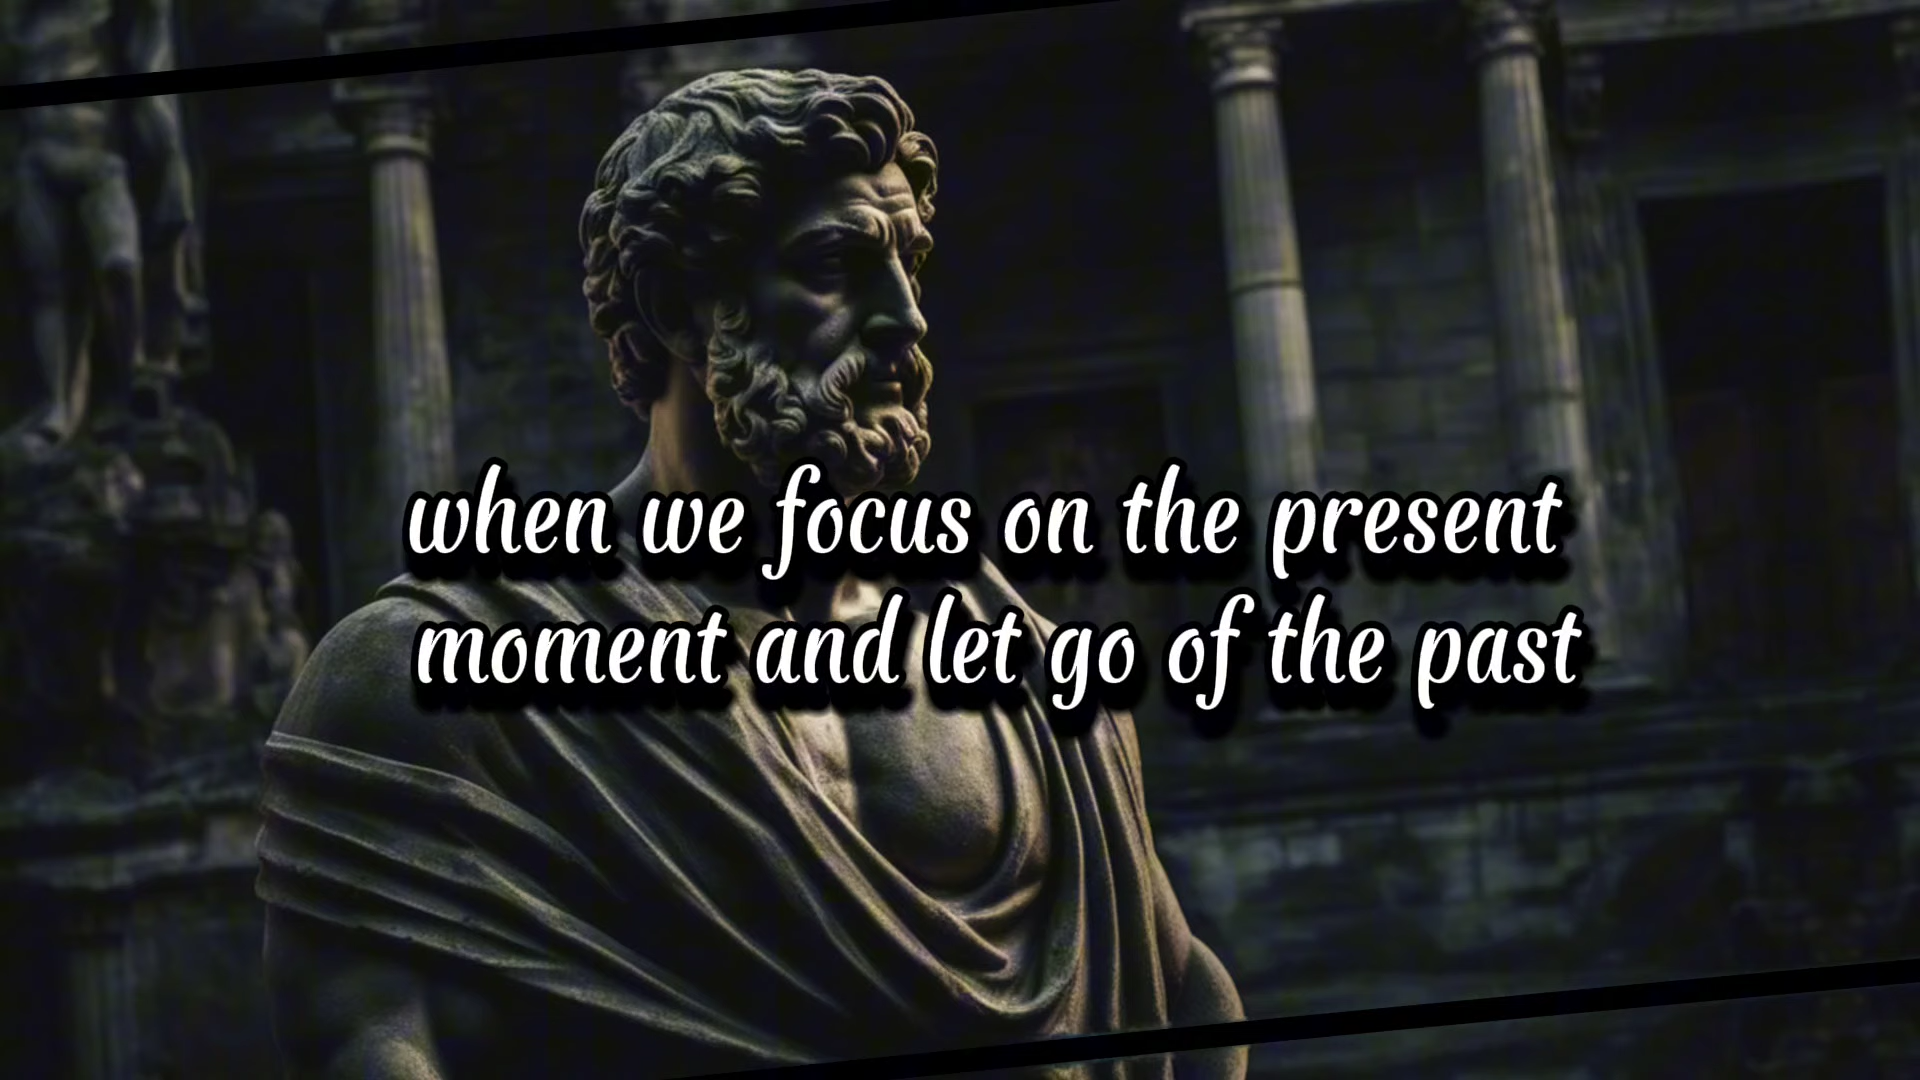 when we focus on the present
moment and let go of the past